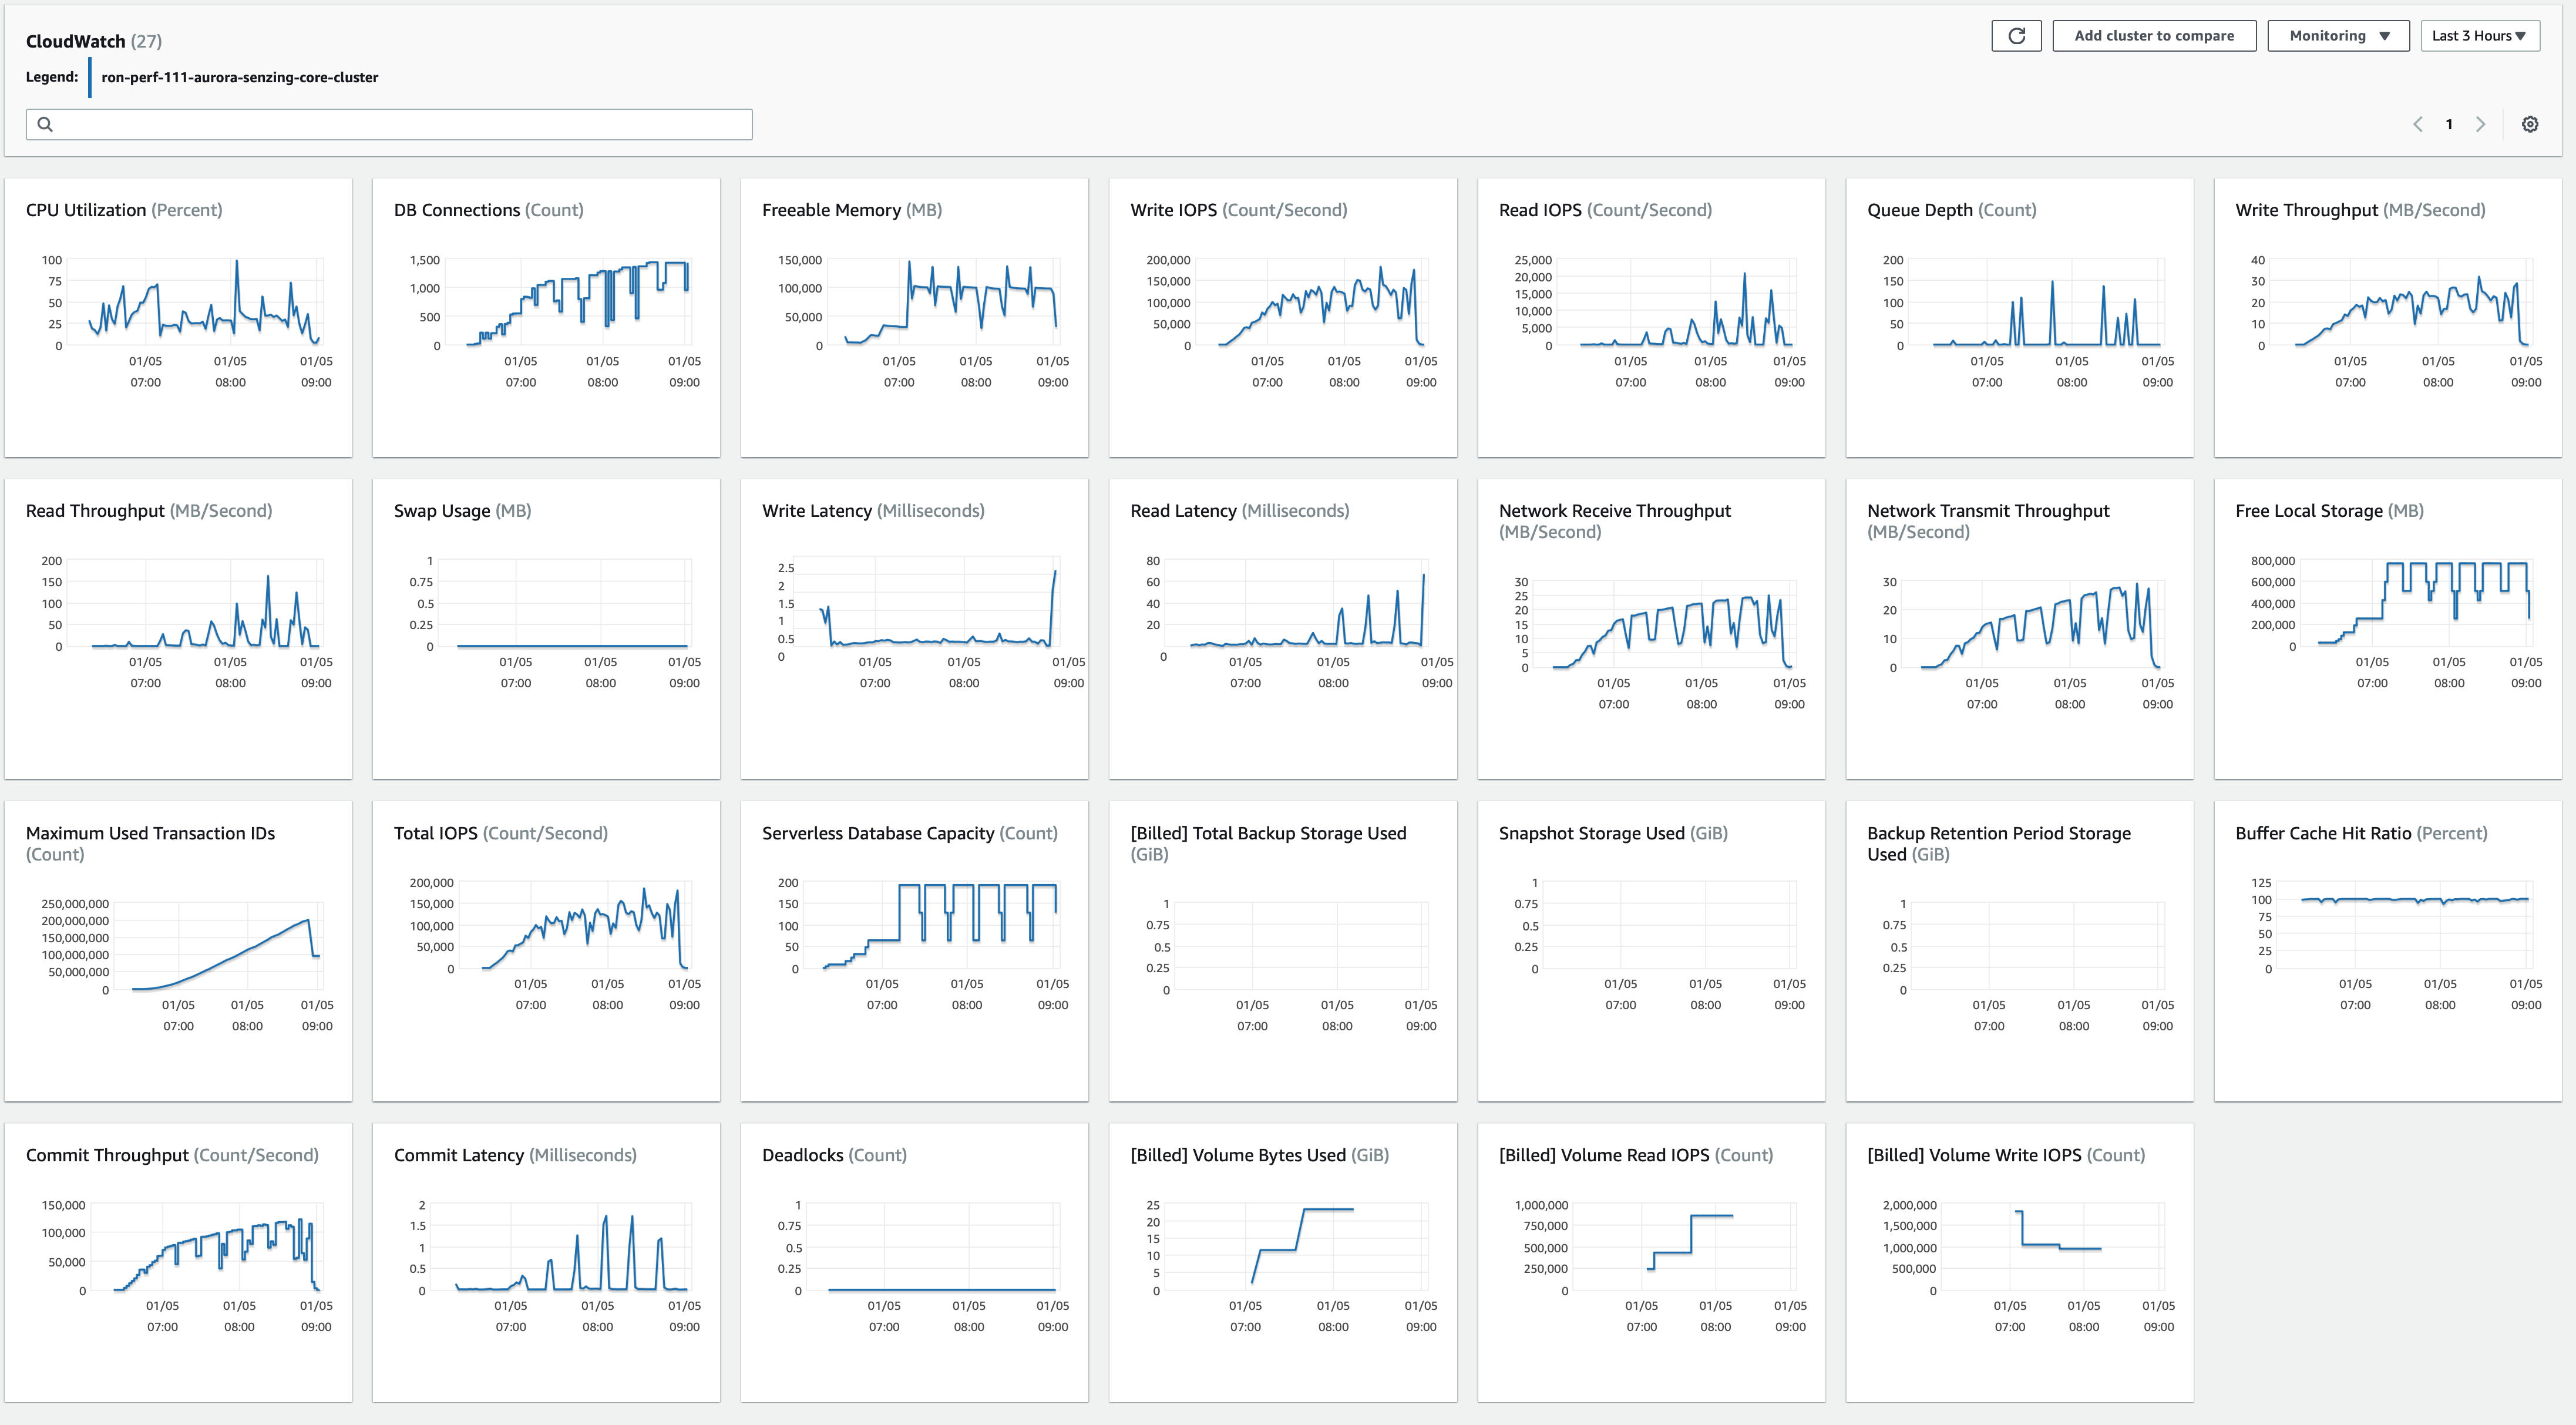 CloudWatch (27)
Add cluster to compare
Monitoring
Last 3 Hours
Legend:
ron-perf-111-aurora-senzing-core-cluster
1
CPU Utilization (Percent)
100
75
50
25
0
01/05 01/05 01/05
07:00 08:00 09:00
DB Connections (Count)
1,500
1,000
500
0
01/05 01/05 01/05
07:00 08:00 09:00
Freeable Memory (MB)
150,000
100,000
50,000
0
01/05 01/05 01/05
07:00 08:00 09:00
Write IOPS (Count/Second)
200,000
150,000
100,000
50,000
0
01/05 01/05 01/05
07:00 08:00 09:00
Read IOPS (Count/Second)
25,000
20,000
15,000
10,000
5,000
0
01/05 01/05 01/05
07:00 08:00 09:00
Queue Depth (Count)
200
150
100
50
0
01/05 01/05 01/05
07:00 08:00 09:00
Write Throughput (MB/Second)
40
30
20
10
0
01/05 01/05 01/05
07:00 08:00 09:00
Read Throughput (MB/Second)
200
150
100
50
0
01/05 01/05 01/05
07:00 08:00 09:00
Swap Usage (MB)
1
0.75
0.5
0.25
0
01/05 01/05 01/05
07:00 08:00 09:00
Write Latency (Milliseconds)
2.5
2
1.5
1
0.5
0
01/05 01/05 01/05
07:00 08:00 09:00
Read Latency (Milliseconds)
80
60
40
20
0
01/05 01/05 01/05
07:00 08:00 09:00
Network Receive Throughput
(MB/Second)
30
25
20
15
10
5
0
01/05 01/05 01/05
07:00 08:00 09:00
Network Transmit Throughput
(MB/Second)
30
20
10
0
01/05 01/05 01/05
07:00 08:00 09:00
Free Local Storage (MB)
800,000
600,000
400,000
200,000
0
01/05 01/05 01/05
07:00 08:00 09:00
Maximum Used Transaction IDs
(Count)
250,000,000
200,000,000
150,000,000
100,000,000
50,000,000
0
01/05 01/05 01/05
07:00 08:00 09:00
Total IOPS (Count/Second)
200,000
150,000
100,000
50,000
0
01/05 01/05 01/05
07:00 08:00 09:00
Serverless Database Capacity (Count)
200
150
100
50
0
01/05 01/05 01/05
07:00 08:00 09:00
[Billed] Total Backup Storage Used
(GiB)
1
0.75
0.5
0.25
0
01/05 01/05 01/05
07:00 08:00 09:00
Snapshot Storage Used (GiB)
1
0.75
0.5
0.25
0
01/05 01/05 01/05
07:00 08:00 09:00
Backup Retention Period Storage
Used (GiB)
1
0.75
0.5
0.25
0
01/05 01/05 01/05
07:00 08:00 09:00
Buffer Cache Hit Ratio (Percent)
125
100
75
50
25
0
01/05 01/05 01/05
07:00 08:00 09:00
Commit Throughput (Count/Second)
150,000
100,000
50,000
0
01/05 01/05 01/05
07:00 08:00 09:00
Commit Latency (Milliseconds)
2
1.5
1
0.5
0
01/05 01/05 01/05
07:00 08:00 09:00
Deadlocks (Count)
1
0.75
0.5
0.25
0
01/05 01/05 01/05
07:00 08:00 09:00
[Billed] Volume Bytes Used (GiB)
25
20
15
10
5
0
01/05 01/05 01/05
07:00 08:00 09:00
[Billed] Volume Read IOPS (Count)
1,000,000
750,000
500,000
250,000
0
01/05 01/05 01/05
07:00 08:00 09:00
[Billed] Volume Write IOPS (Count)
2,000,000
1,500,000
1,000,000
500,000
0
01/05 01/05 01/05
07:00 08:00 09:00